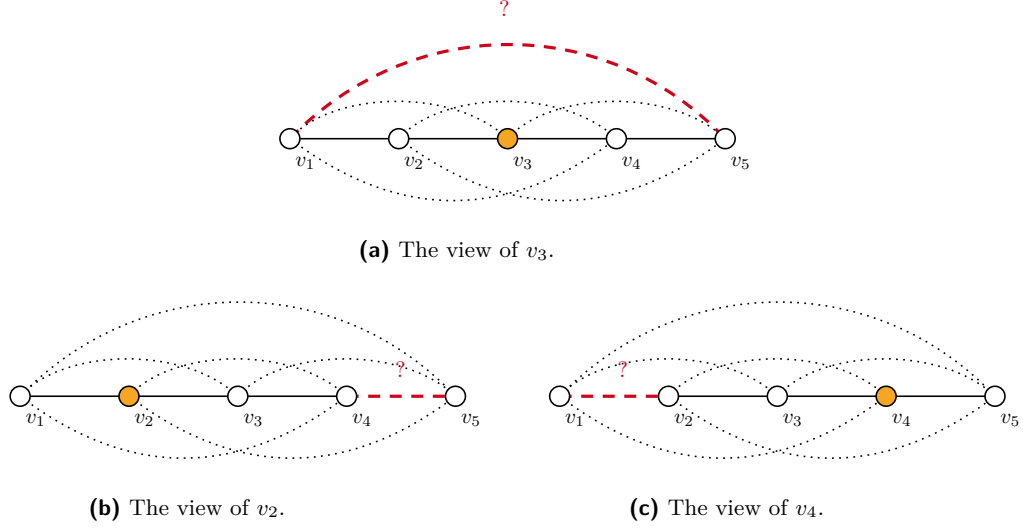 ?
v1 v2 v3 v4 v5
(a) The view of v3.
? ?
v1 v2 v3 v4 v5 v1 v2 v3 v4 v5
(b) The view of v2. (c) The view of v4.